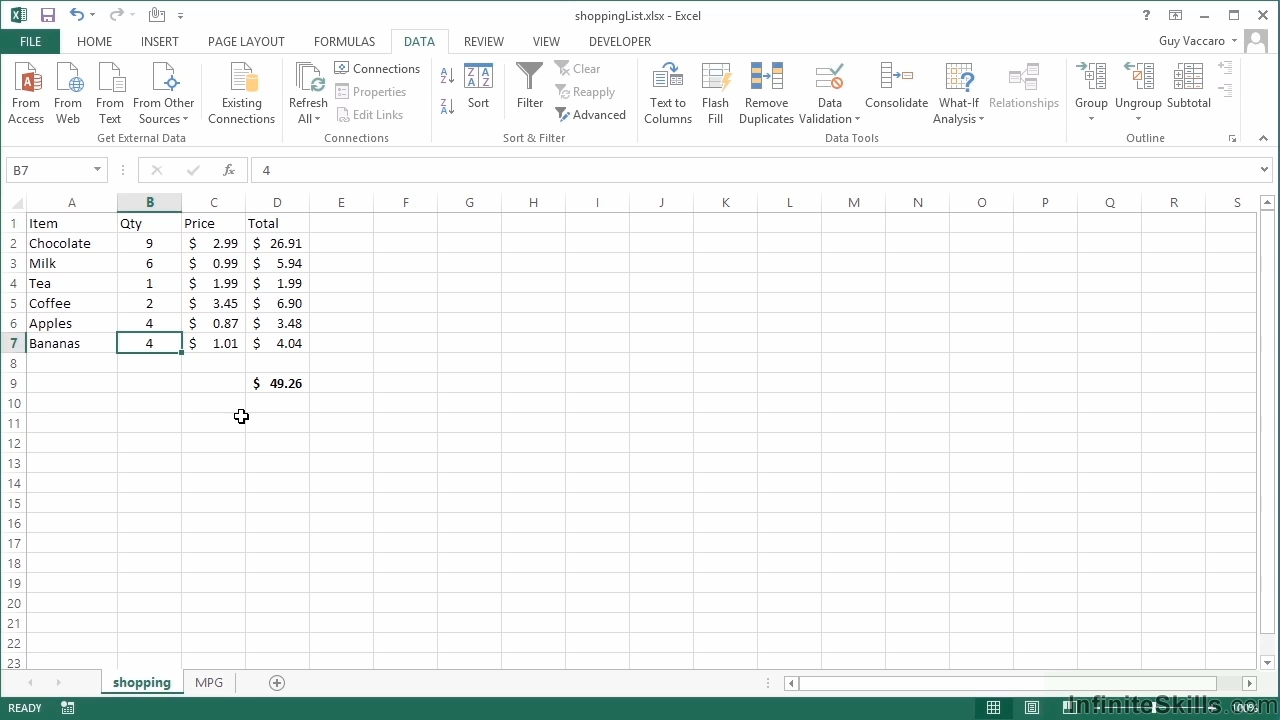 shoppingList.xlsx - Excel
?
FILE HOME INSERT PAGE LAYOUT FORMULAS DATA REVIEW VIEW DEVELOPER Guy Vaccaro
From Access
From Web
From Text
From Other Sources
Existing Connections
Get External Data
Refresh All
Connections
Properties
Edit Links
Connections
Sort
Filter
Clear
Reapply
Advanced
Sort & Filter
Text to Columns
Flash Fill
Remove Duplicates
Data Validation
Consolidate
What-If Analysis
Relationships
Data Tools
Group
Ungroup
Subtotal
Outline
B7 fx 4
A B C D E F G H I J K L M N O P Q R S
1 Item Qty Price Total
2 Chocolate 9 $ 2.99 $ 26.91
3 Milk 6 $ 0.99 $ 5.94
4 Tea 1 $ 1.99 $ 1.99
5 Coffee 2 $ 3.45 $ 6.90
6 Apples 4 $ 0.87 $ 3.48
7 Bananas 4 $ 1.01 $ 4.04
8
9 $ 49.26
10
11
12
13
14
15
16
17
18
19
20
21
22
23
shopping MPG
READY 100%
InfiniteSkills.com